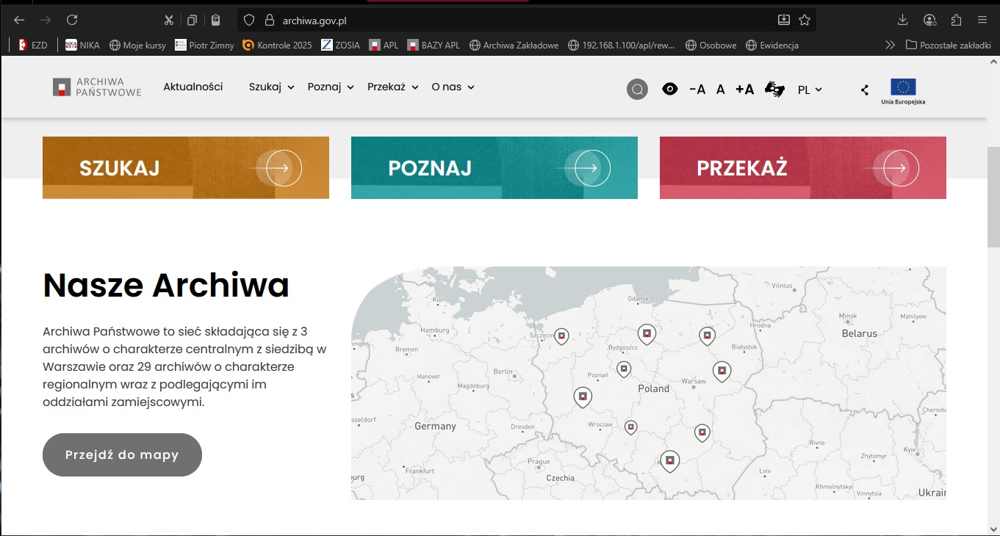 archiwa.gov.pl
EZD NIKA Moje kursy Piotr Zimny Kontrole 2025 ZOSIA APL BAZY APL Archiwa Zakładowe 192.168.1.100/apl/rew... Osobowe Ewidencja Pozostałe zakładki
ARCHIWA
PAŃSTWOWE
Aktualności Szukaj Poznaj Przekaż O nas
-A A +A PL
Unia Europejska
SZUKAJ POZNAJ PRZEKAŻ
Nasze Archiwa
Archiwa Państwowe to sieć składająca się z 3
archiwów o charakterze centralnym z siedzibą w
Warszawie oraz 29 archiwów o charakterze
regionalnym wraz z podlegającymi im
oddziałami zamiejscowymi.
Przejdź do mapy
Vilnius
Kiel
Gdańsk
Minsk
Mahilyow
Hrodna
Hamburg
Szczecin
Belarus
Bremen
Bydgoszcz
Białystok
Berlin
Hanover
Poznań
Warsaw
Magdeburg
Poland
Chernihi
sseldorf
Germany
Dresden
Wroclaw
Rivne
Kyiv
Zhytomyr
Prague
Frankfurt
Lviv
Czechia
Khmelnytskyi
Vinnytsia
Ukrain